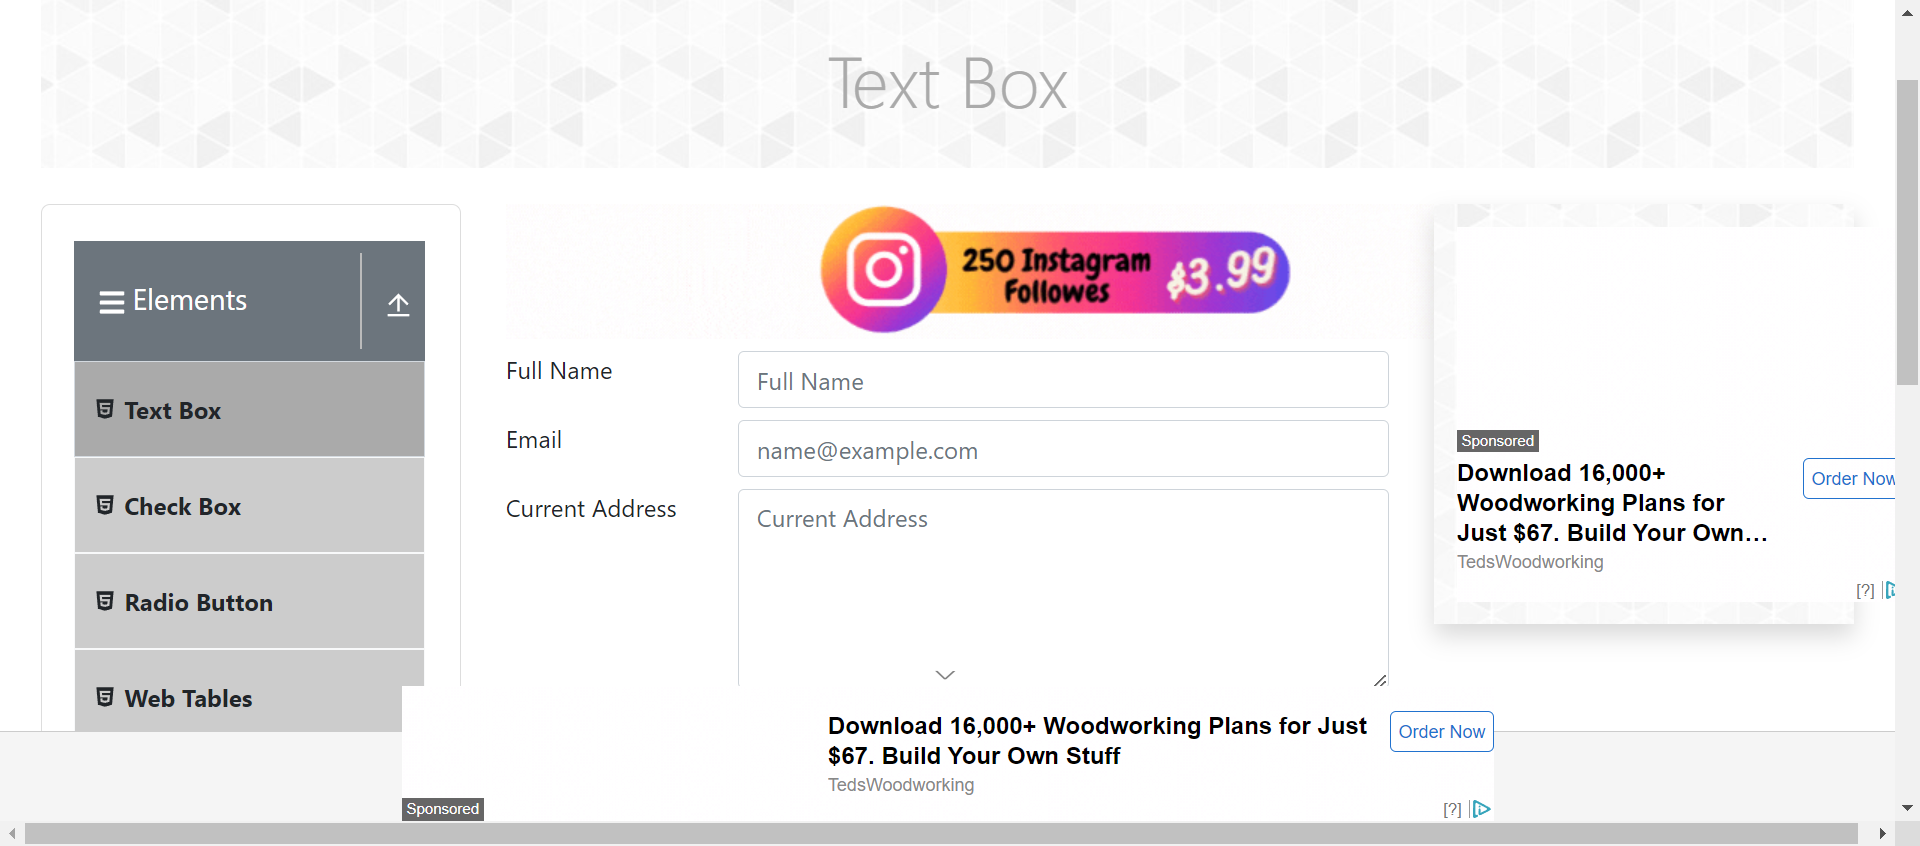 Text Box
Elements
Text Box
Check Box
Radio Button
Web Tables
250 Instagram
Followes
$3.99
Full Name
Full Name
Email
name@example.com
Current Address
Current Address
Sponsored
Download 16,000+
Woodworking Plans for
Just $67. Build Your Own...
TedsWoodworking
Order Now
[?]
Download 16,000+ Woodworking Plans for Just
$67. Build Your Own Stuff
TedsWoodworking
Order Now
Sponsored
[?]